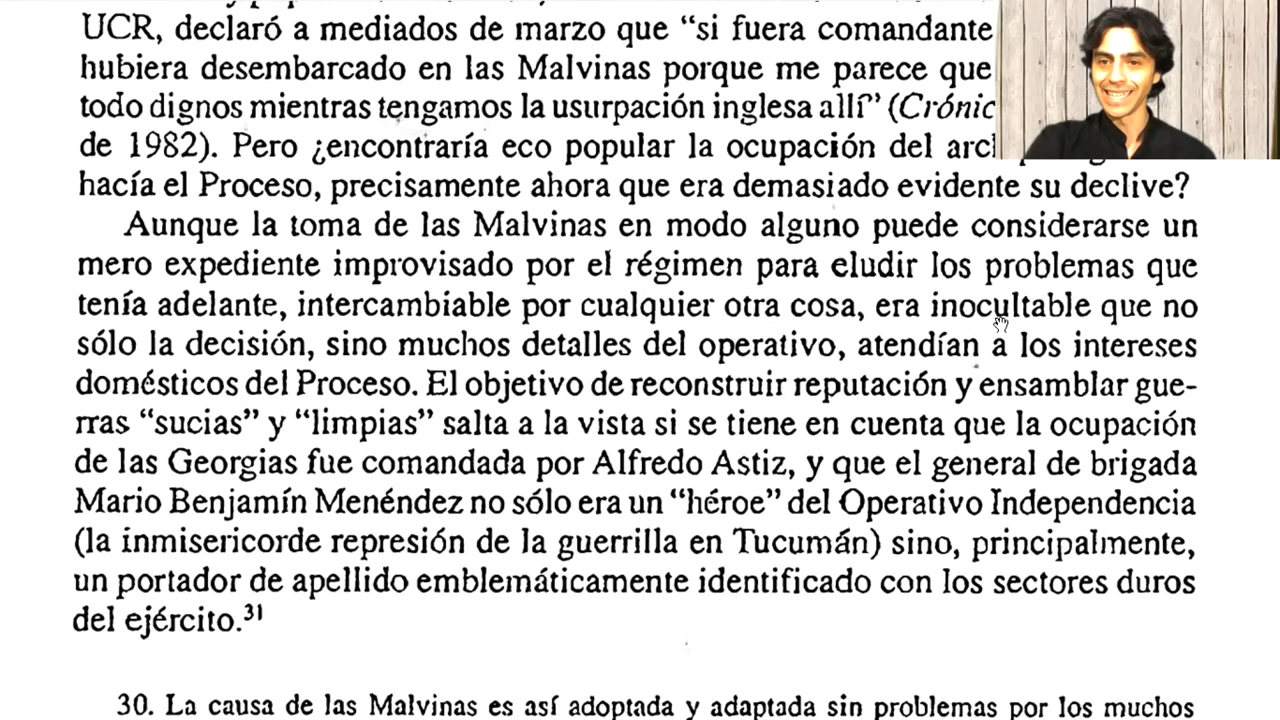 UCR, declaró a mediados de marzo que “si fuera comandante
hubiera desembarcado en las Malvinas porque me parece que
todo dignos mientras tengamos la usurpación inglesa allí” (Crónic
de 1982). Pero ¿encontraría eco popular la ocupación del
hacía el Proceso, precisamente ahora que era demasiado evidente su declive?
Aunque la toma de las Malvinas en modo alguno puede considerarse un
mero expediente improvisado por el régimen para eludir los problemas que
tenía adelante, intercambiable por cualquier otra cosa, era inocultable que no
sólo la decisión, sino muchos detalles del operativo, atendían a los intereses
domésticos del Proceso. El objetivo de reconstruir reputación y ensamblar gue-
rras “sucias” y “limpias” salta a la vista si se tiene en cuenta que la ocupación
de las Georgias fue comandada por Alfredo Astiz, y que el general de brigada
Mario Benjamín Menéndez no sólo era un “héroe” del Operativo Independencia
(la inmisericorde represión de la guerrilla en Tucumán) sino, principalmente,
un portador de apellido emblemáticamente identificado con los sectores duros
del ejército.31
30. La causa de las Malvinas es así adoptada y adaptada sin problemas por los muchos